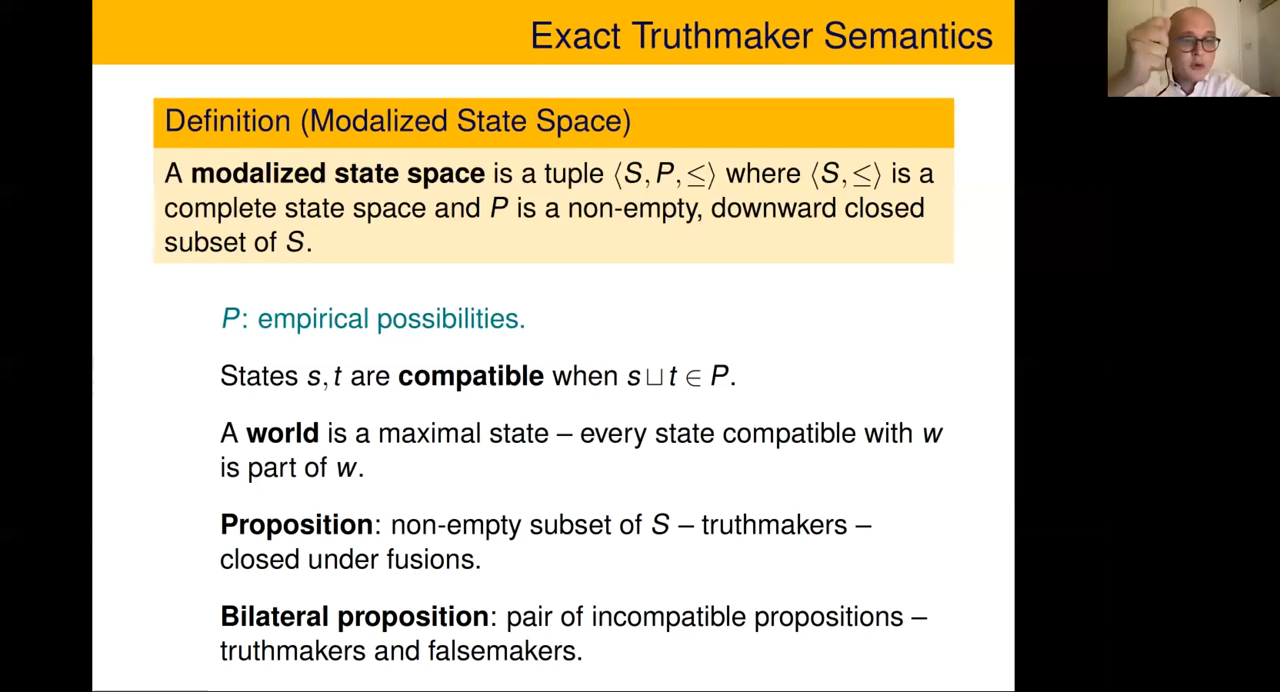 Exact Truthmaker Semantics
Definition (Modalized State Space)
A modalized state space is a tuple ⟨S, P, ≤⟩ where ⟨S, ≤⟩ is a
complete state space and P is a non-empty, downward closed
subset of S.
P: empirical possibilities.
States s, t are compatible when s ⊔ t ∈ P.
A world is a maximal state – every state compatible with w
is part of w.
Proposition: non-empty subset of S – truthmakers –
closed under fusions.
Bilateral proposition: pair of incompatible propositions –
truthmakers and falsemakers.